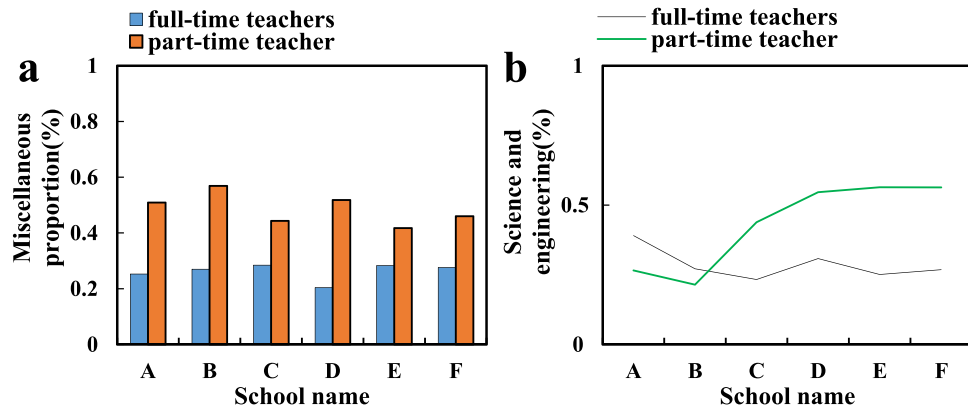 full-time teachers
part-time teacher
a
Miscellaneous
proportion(%)
1
0.8
0.6
0.4
0.2
0
A B C D E F
School name
full-time teachers
part-time teacher
b
Science and
engineering(%)
1
0.5
0
A B C D E F
School name